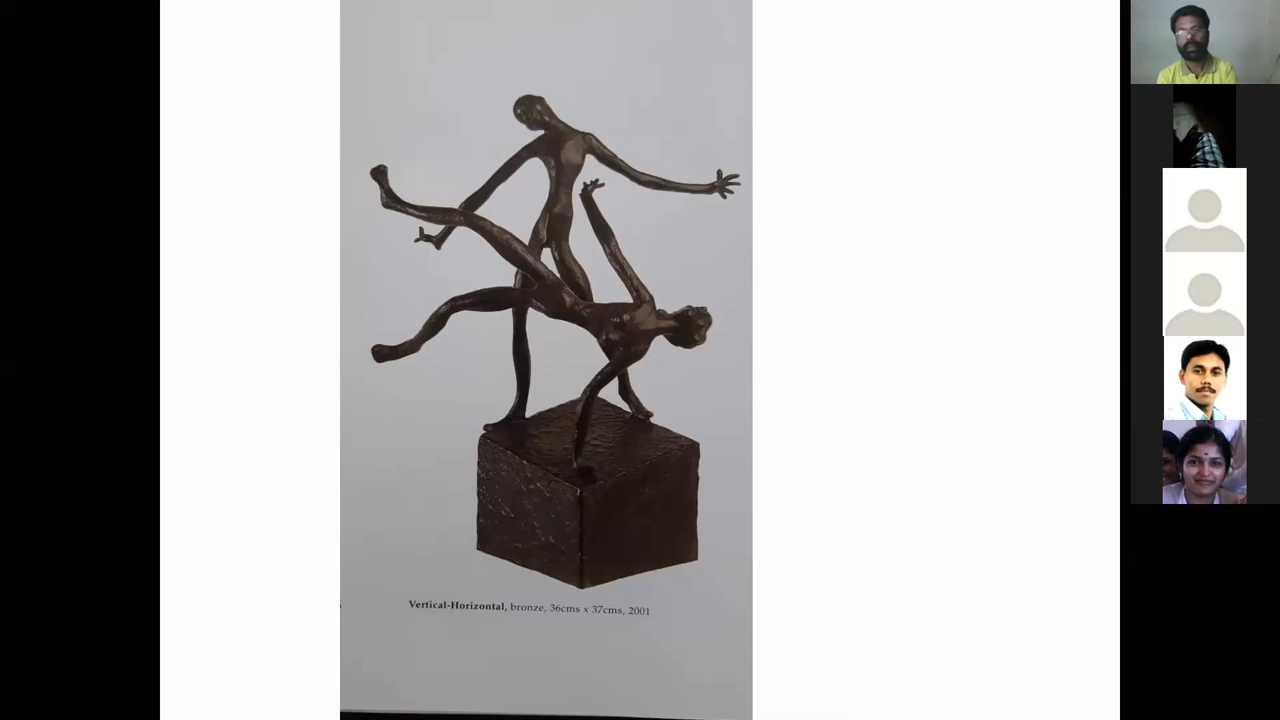 Vertical-Horizontal, bronze, 36cms x 37cms, 2001